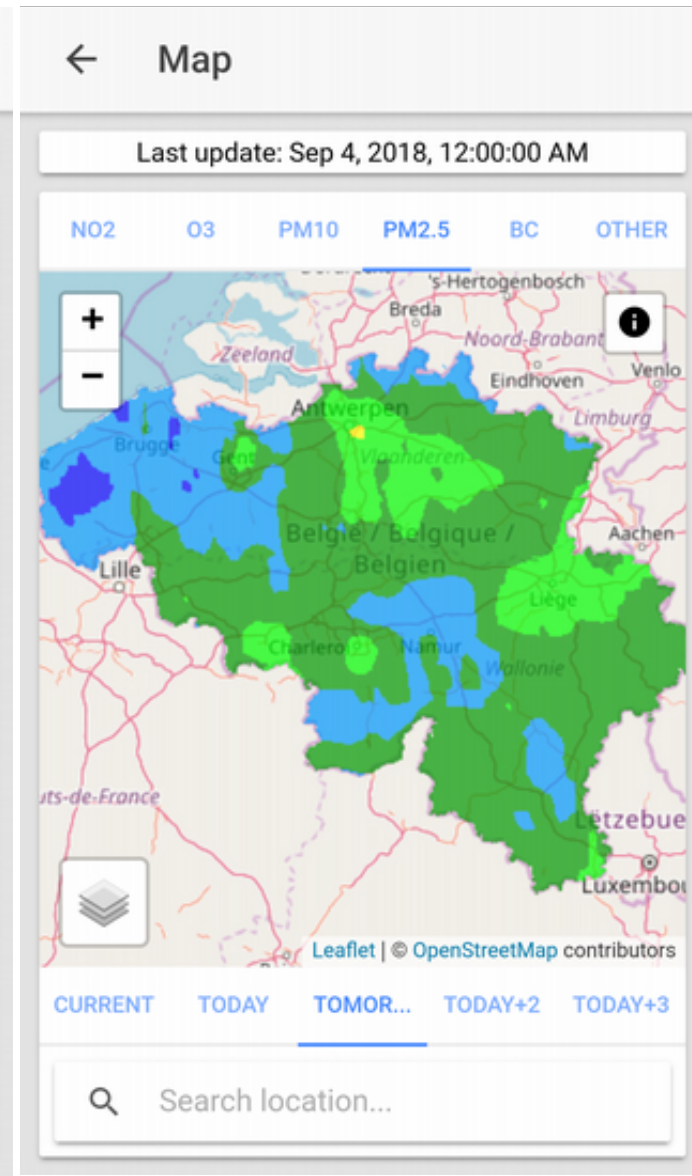 Map
Last update: Sep 4, 2018, 12:00:00 AM
NO2 O3 PM10 PM2.5 BC OTHER
's-Hertogenbosch
+
Breda
Noord-Brabant
Zeeland
−
Eindhoven
Venlo
Antwerpen
Limburg
Brugge
Gent
Vlaanderen
België / Belgique /
Belgien
Aachen
Lille
Liège
Charleroi
Namur
Wallonie
uts-de-France
Lëtzebue
Luxembou
Leaflet | © OpenStreetMap contributors
CURRENT TODAY TOMOR... TODAY+2 TODAY+3
Search location...